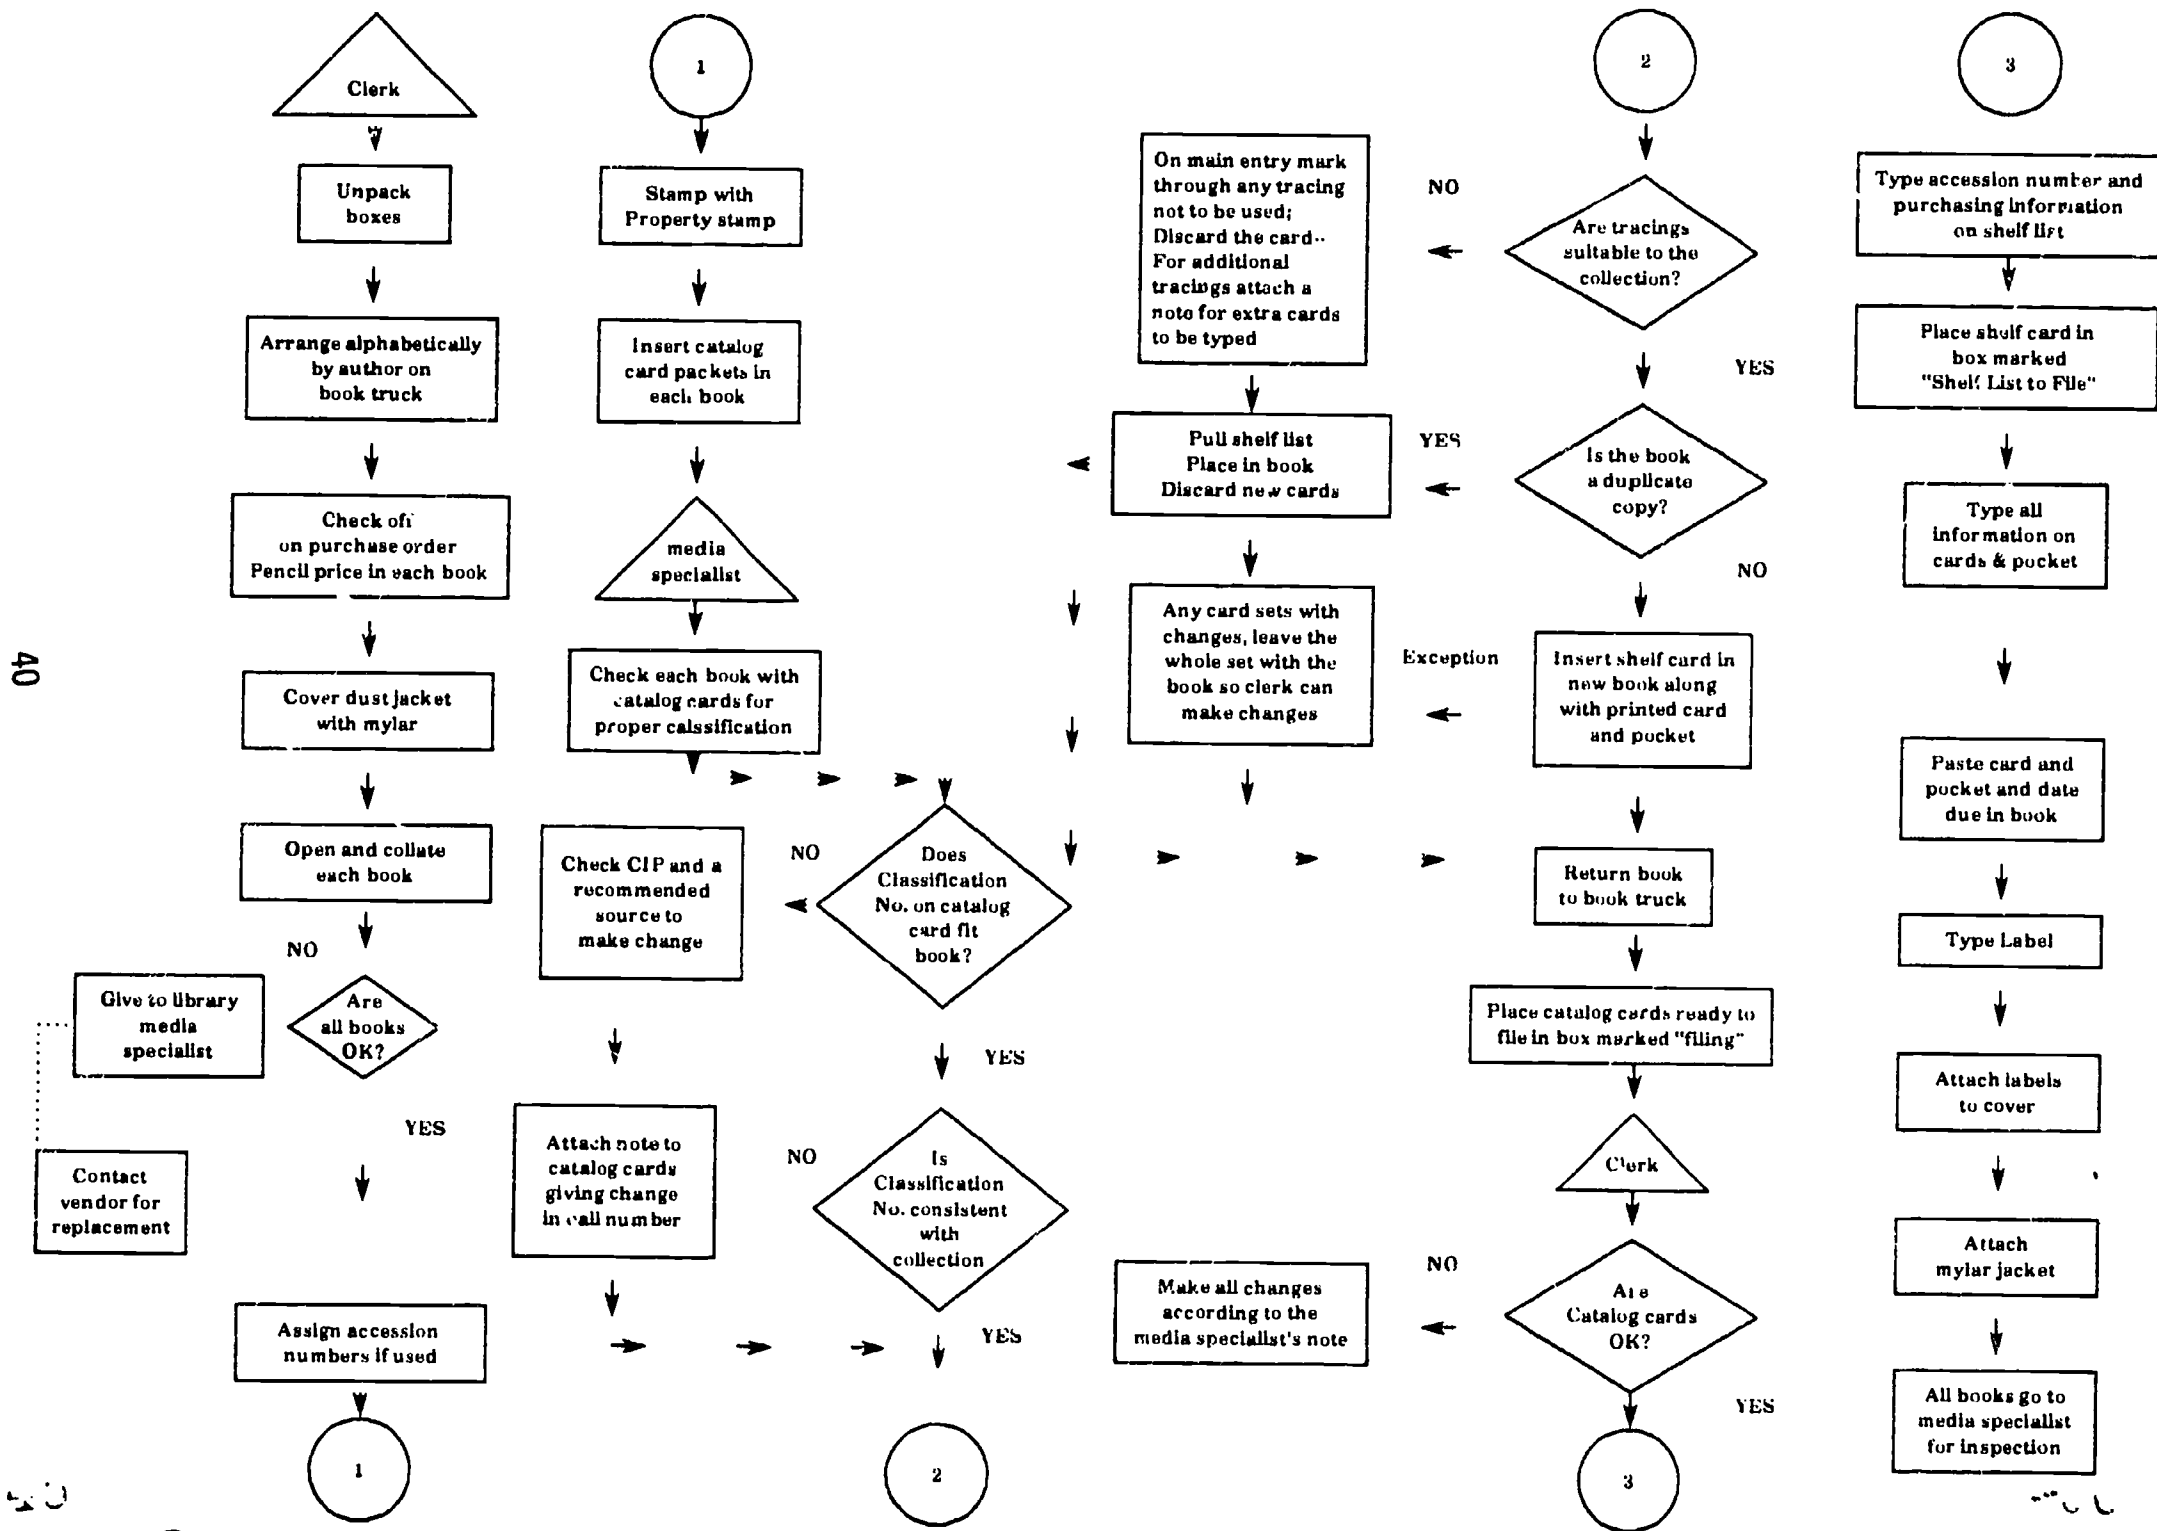 Clerk
Unpack
boxes
Arrange alphabetically
by author on
book truck
Check off
on purchase order
Pencil price in each book
Cover dust jacket
with mylar
Open and collate
each book
NO
Are
all books
OK?
Give to library
media
specialist
Contact
vendor for
replacement
YES
Assign accession
numbers if used
1
1
Stamp with
Property stamp
Insert catalog
card packets in
each book
media
specialist
Check each book with
catalog cards for
proper calssification
NO
Check CIP and a
recommended
source to
make change
Attach note to
catalog cards
giving change
in call number
Does
Classification
No. on catalog
card fit
book?
YES
NO
Is
Classification
No. consistent
with
collection
YES
2
2
NO
Are tracings
suitable to the
collection?
On main entry mark
through any tracing
not to be used;
Discard the card--
For additional
tracings attach a
note for extra cards
to be typed
YES
YES
Is the book
a duplicate
copy?
Pull shelf list
Place in book
Discard new cards
NO
Any card sets with
changes, leave the
whole set with the
book so clerk can
make changes
Exception
Insert shelf card in
new book along
with printed card
and pocket
Return book
to book truck
Place catalog cards ready to
file in box marked "filing"
Clerk
NO
Are
Catalog cards
OK?
Make all changes
according to the
media specialist's note
YES
3
3
Type accession number and
purchasing information
on shelf list
Place shelf card in
box marked
"Shelf List to File"
Type all
information on
cards & pocket
Paste card and
pocket and date
due in book
Type Label
Attach labels
to cover
Attach
mylar jacket
All books go to
media specialist
for inspection
40